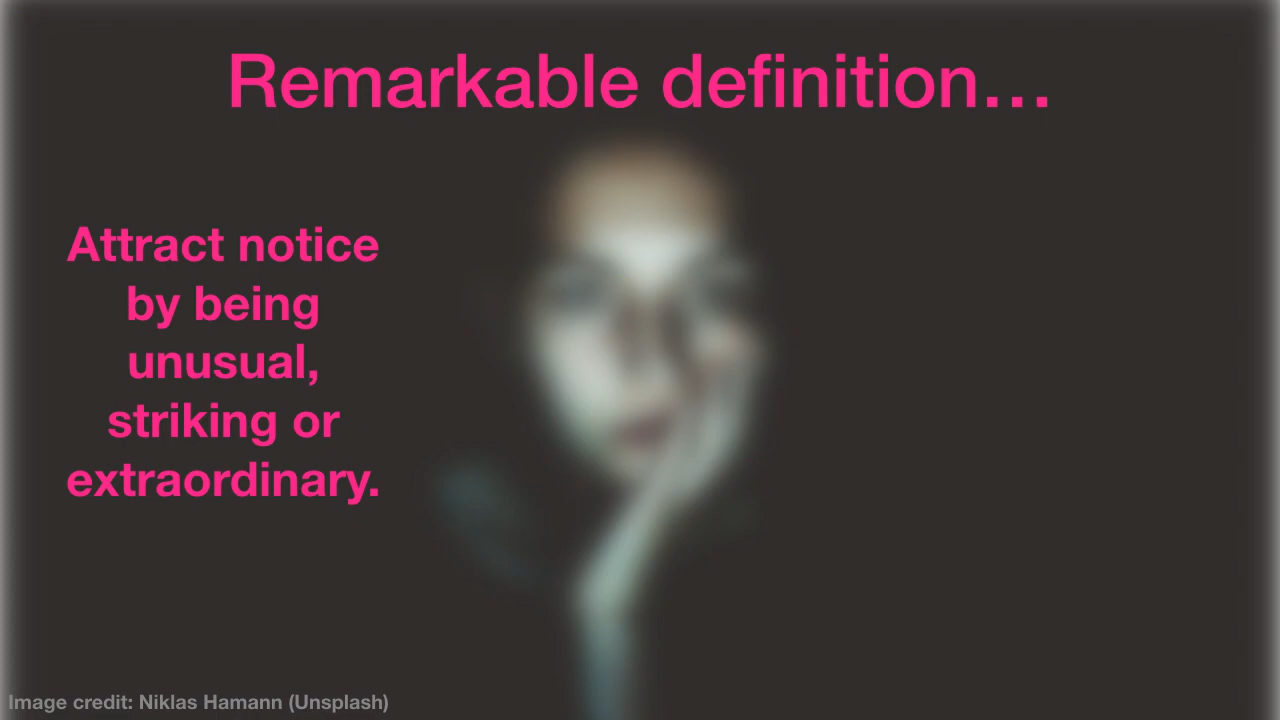 Remarkable definition…
Attract notice
by being
unusual,
striking or
extraordinary.
Image credit: Niklas Hamann (Unsplash)